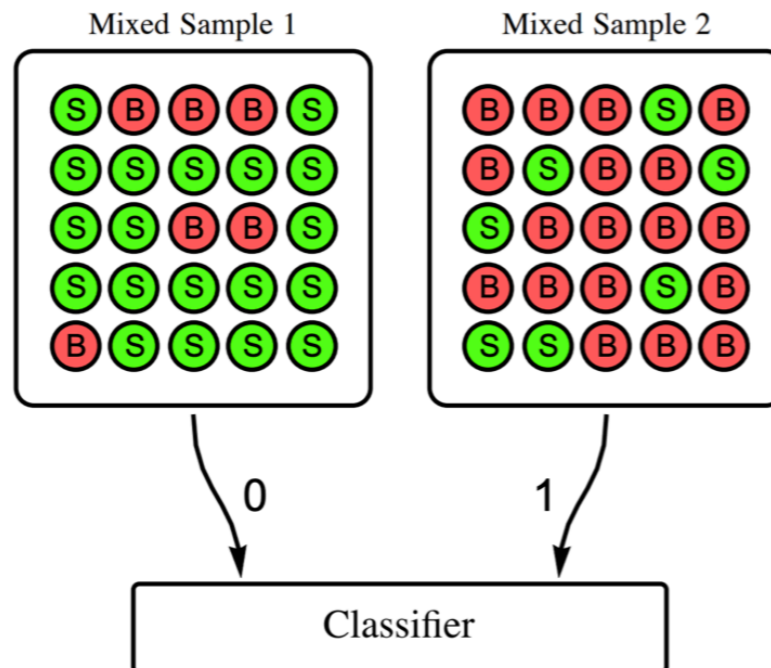 Mixed Sample 1
Mixed Sample 2
S B B B S
B B B S B
S S S S S
B S B B S
S S B B S
S B B B B
S S S S S
B B B S B
B S S S S
S S B B B
0
1
Classifier